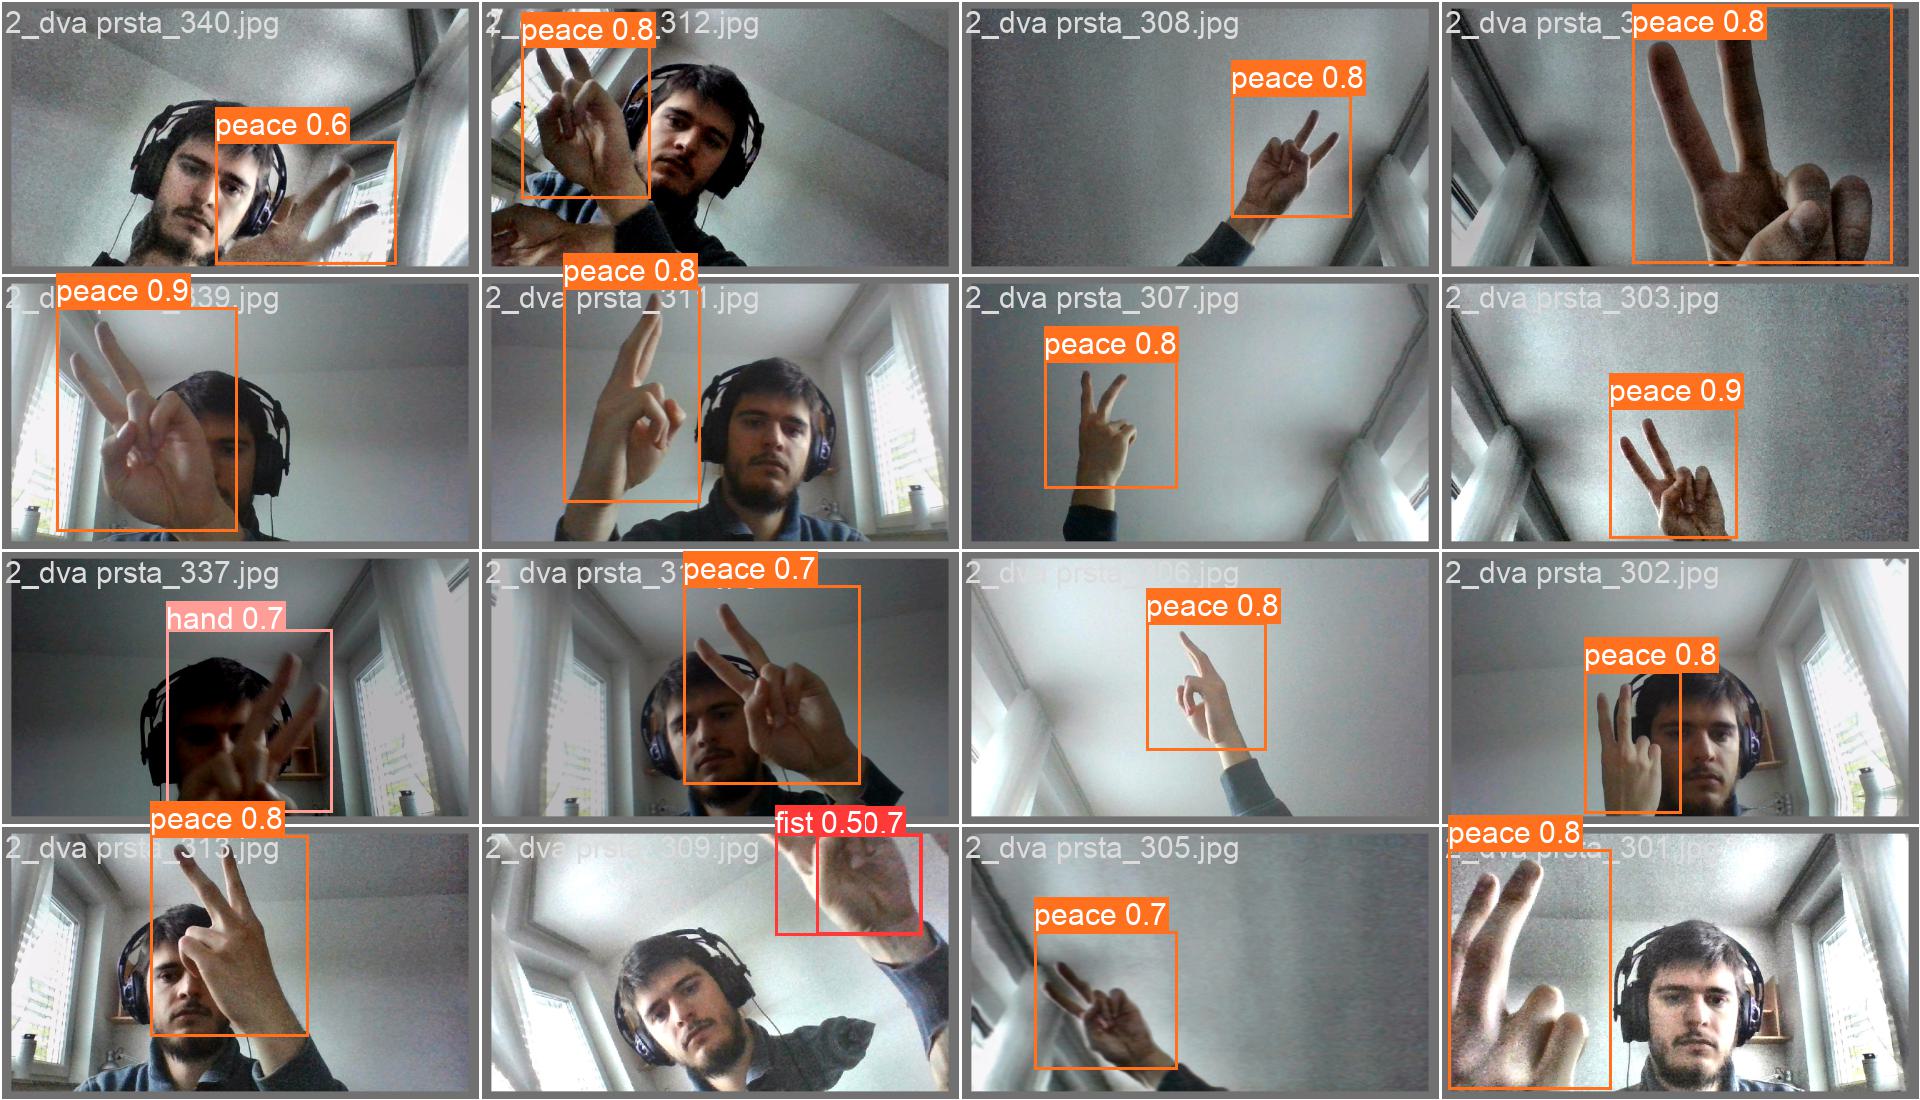 2_dva prsta_340.jpg
peace 0.6
2_
312.jpg
peace 0.8
2_dva prsta_308.jpg
peace 0.8
2_dva prsta_3
peace 0.8
2_d
339.jpg
peace 0.9
2_dva prsta_311.jpg
peace 0.8
2_dva prsta_307.jpg
peace 0.8
2_dva prsta_303.jpg
peace 0.9
2_dva prsta_337.jpg
hand 0.7
2_dva prsta_31
peace 0.7
2_dva prsta_306.jpg
peace 0.8
2_dva prsta_302.jpg
peace 0.8
2_dva prsta_313.jpg
peace 0.8
2_dva prsta_309.jpg
fist 0.50.7
2_dva prsta_305.jpg
peace 0.7
2_dva prsta_301.jpg
peace 0.8